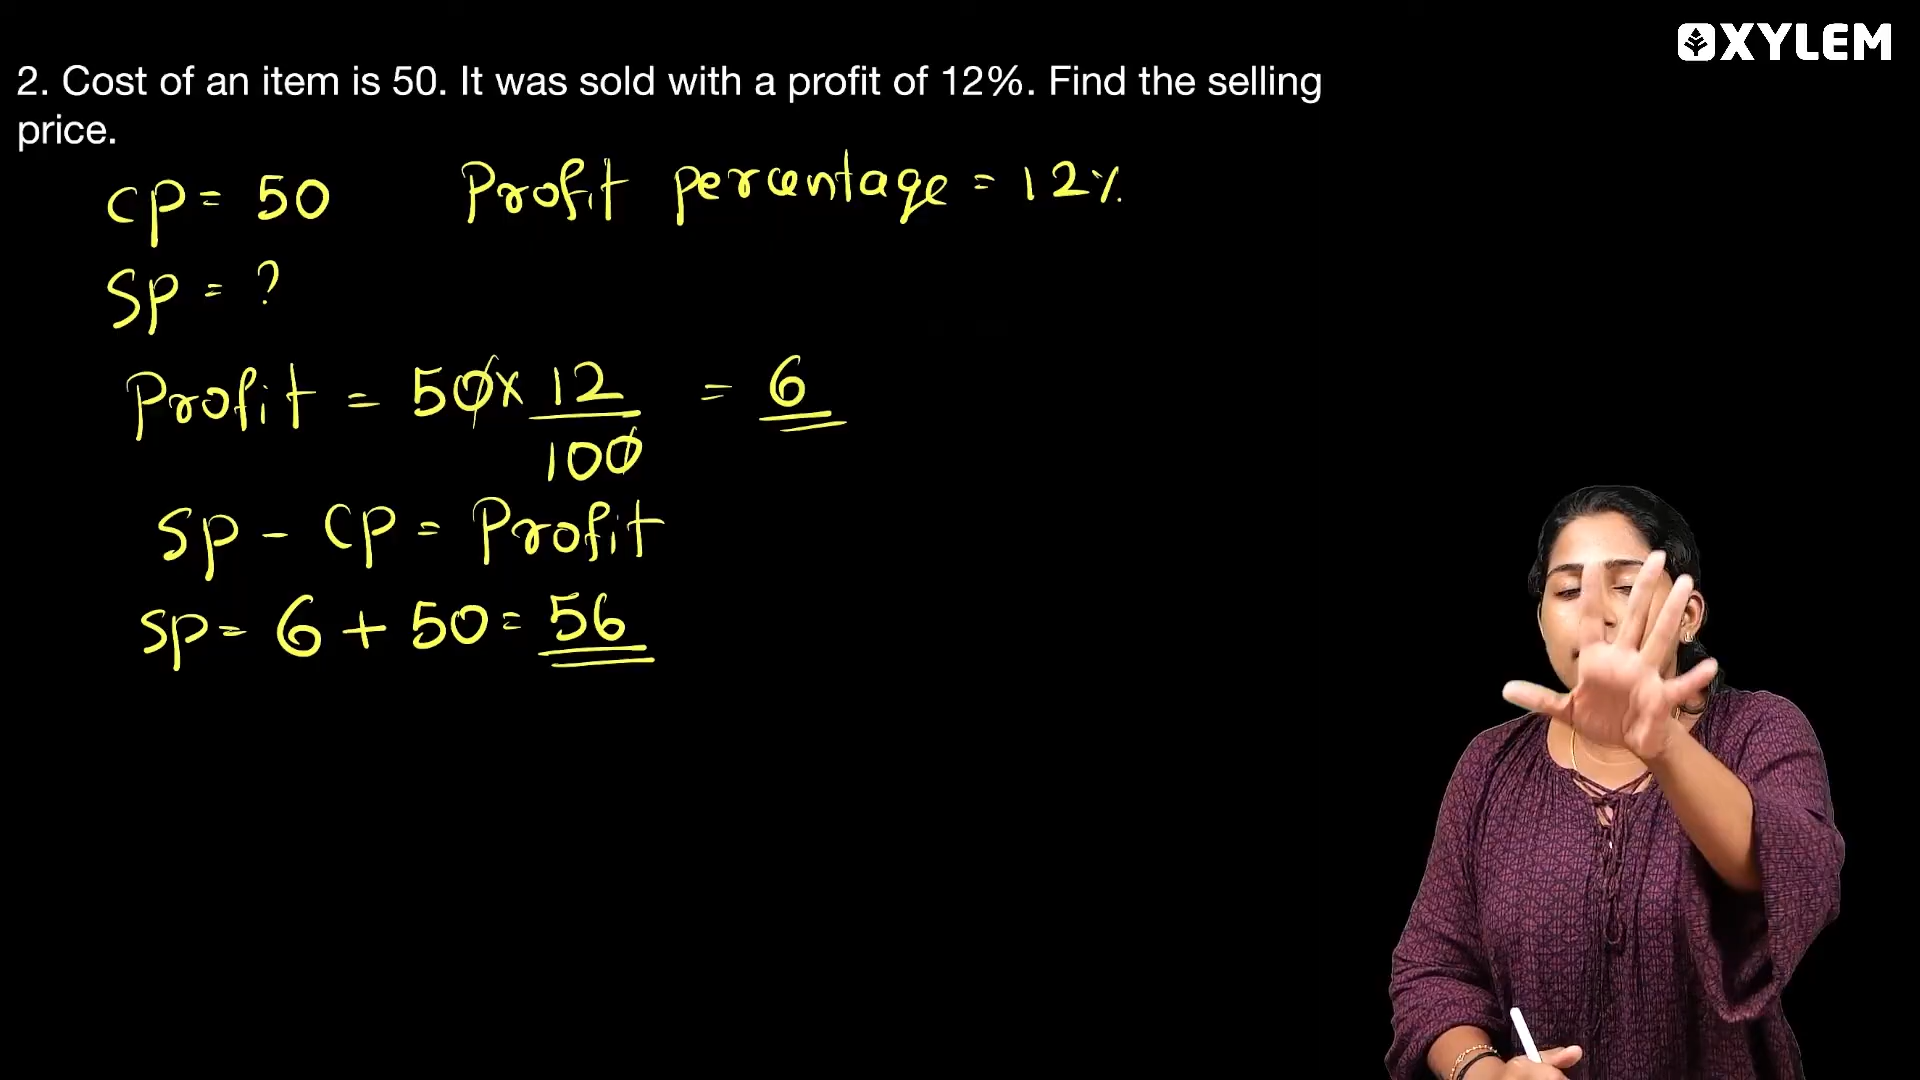 XYLEM
2. Cost of an item is 50. It was sold with a profit of 12%. Find the selling
price.
CP = 50 Profit percentage = 12%
SP = ?
Profit = 50 × 12/100 = 6
SP - CP = Profit
SP = 6 + 50 = 56